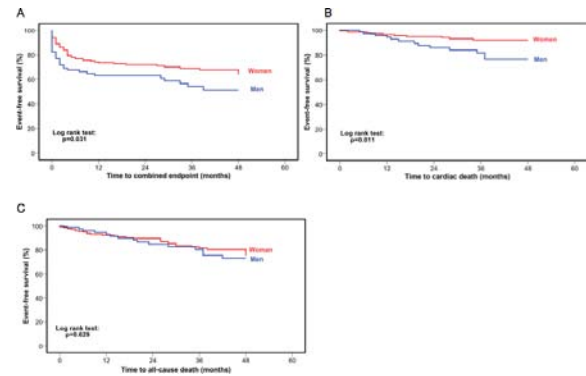 A
Event-free survival (%)
100
80
60
40
20
0
Women
Men
Log rank test:
p=0.031
0 12 24 36 48 60
Time to combined endpoint (months)
B
Event-free survival (%)
100
80
60
40
20
0
Women
Men
Log rank test:
p=0.011
0 12 24 36 48 60
Time to cardiac death (months)
C
Event-free survival (%)
100
80
60
40
20
0
Woman
Men
Log rank test:
p=0.629
0 12 24 36 48 60
Time to all-cause death (months)